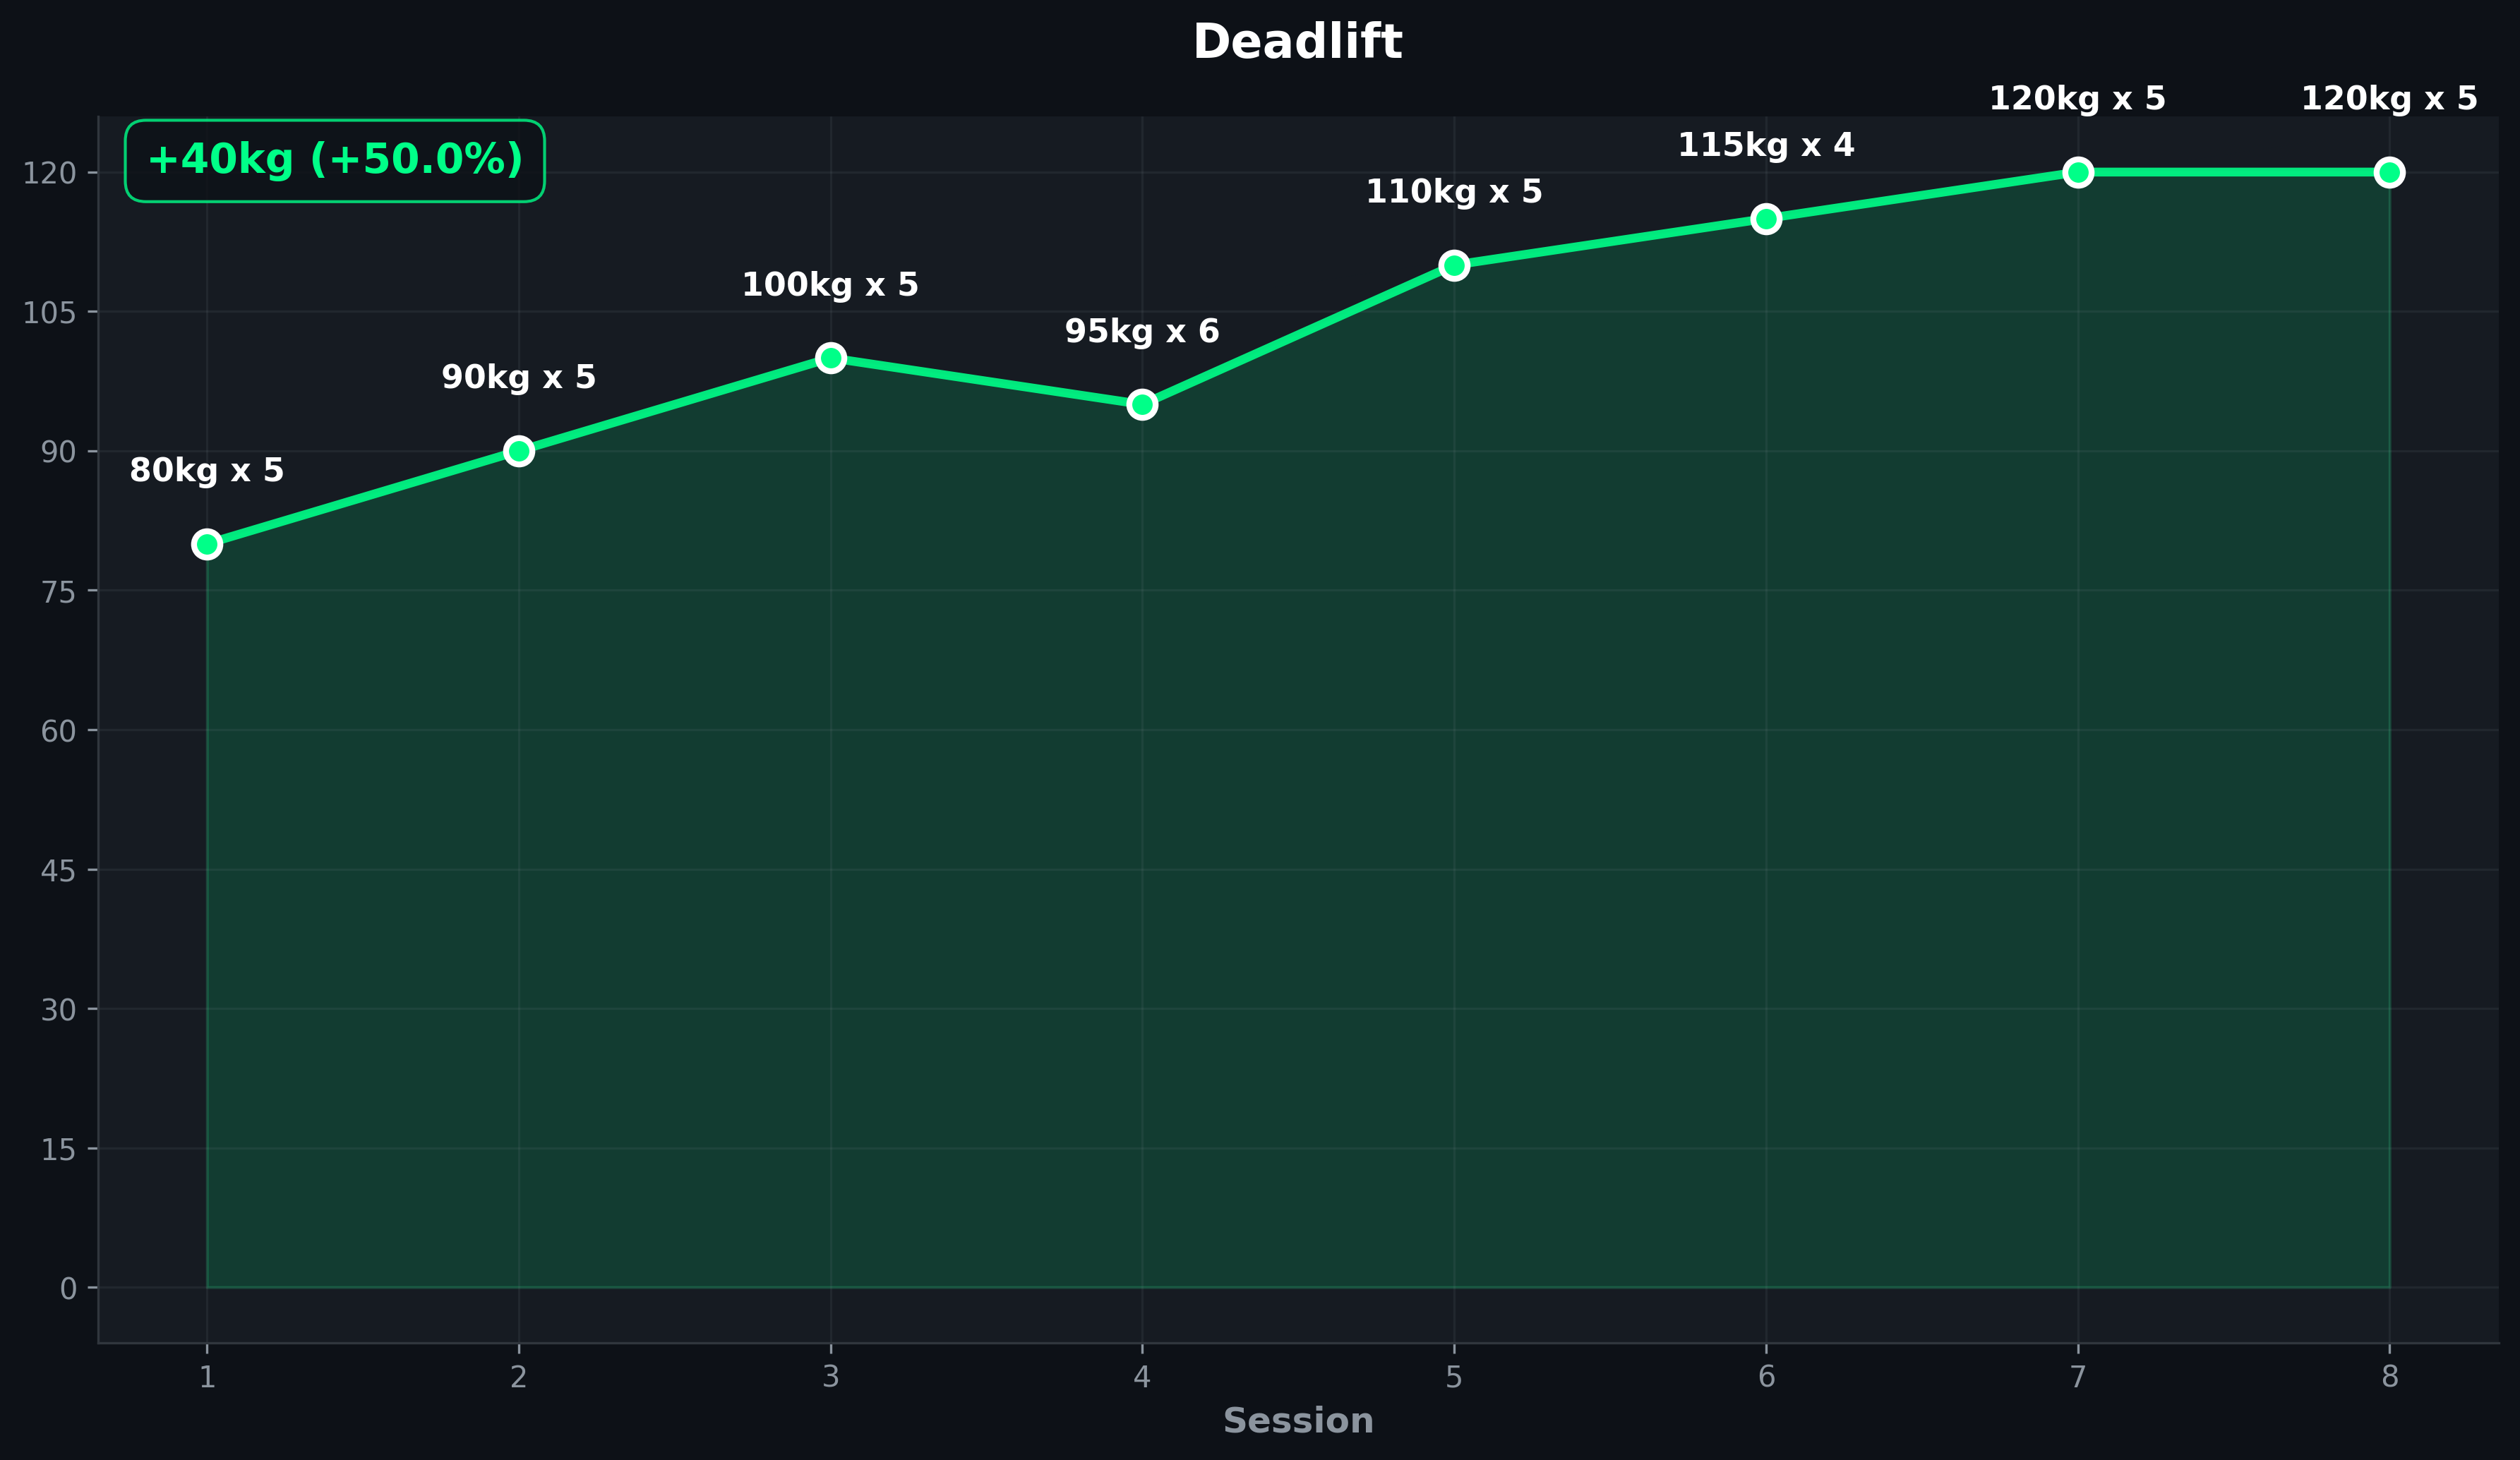 Deadlift
120kg x 5
120kg x 5
+40kg (+50.0%)
115kg x 4
110kg x 5
100kg x 5
95kg x 6
90kg x 5
80kg x 5
120
105
90
75
60
45
30
15
0
1 2 3 4 5 6 7 8
Session